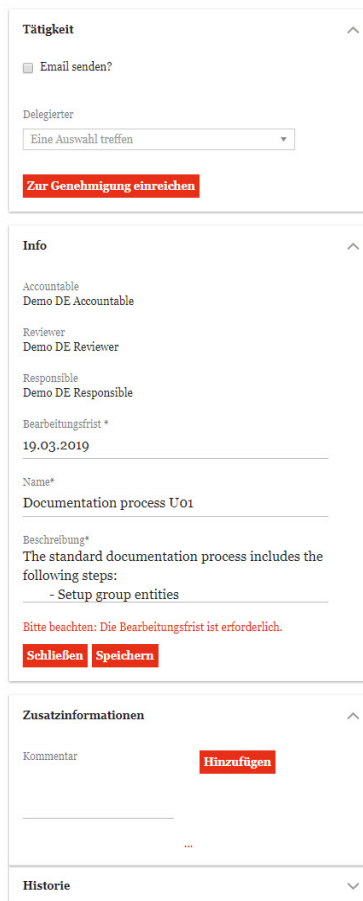 Tätigkeit
Email senden?
Delegierter
Eine Auswahl treffen
Zur Genehmigung einreichen
Info
Accountable
Demo DE Accountable
Reviewer
Demo DE Reviewer
Responsible
Demo DE Responsible
Bearbeitungsfrist *
19.03.2019
Name*
Documentation process U01
Beschreibung*
The standard documentation process includes the
following steps:
- Setup group entities
Bitte beachten: Die Bearbeitungsfrist ist erforderlich.
Schließen Speichern
Zusatzinformationen
Kommentar
Hinzufügen
...
Historie